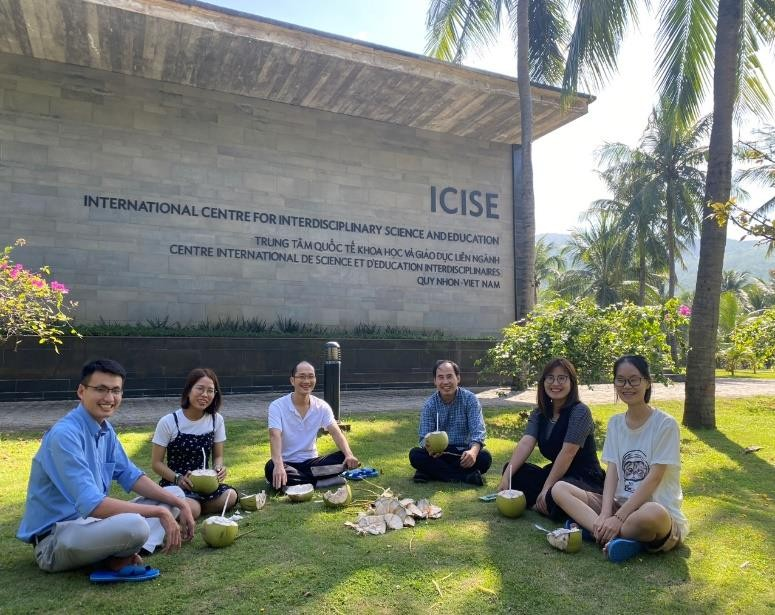 ICISE
INTERNATIONAL CENTRE FOR INTERDISCIPLINARY SCIENCE AND EDUCATION
TRUNG TÂM QUỐC TẾ KHOA HỌC VÀ GIÁO DỤC LIÊN NGÀNH
CENTRE INTERNATIONAL DE SCIENCE ET D'EDUCATION INTERDISCIPLINAIRES
QUY NHON - VIET NAM